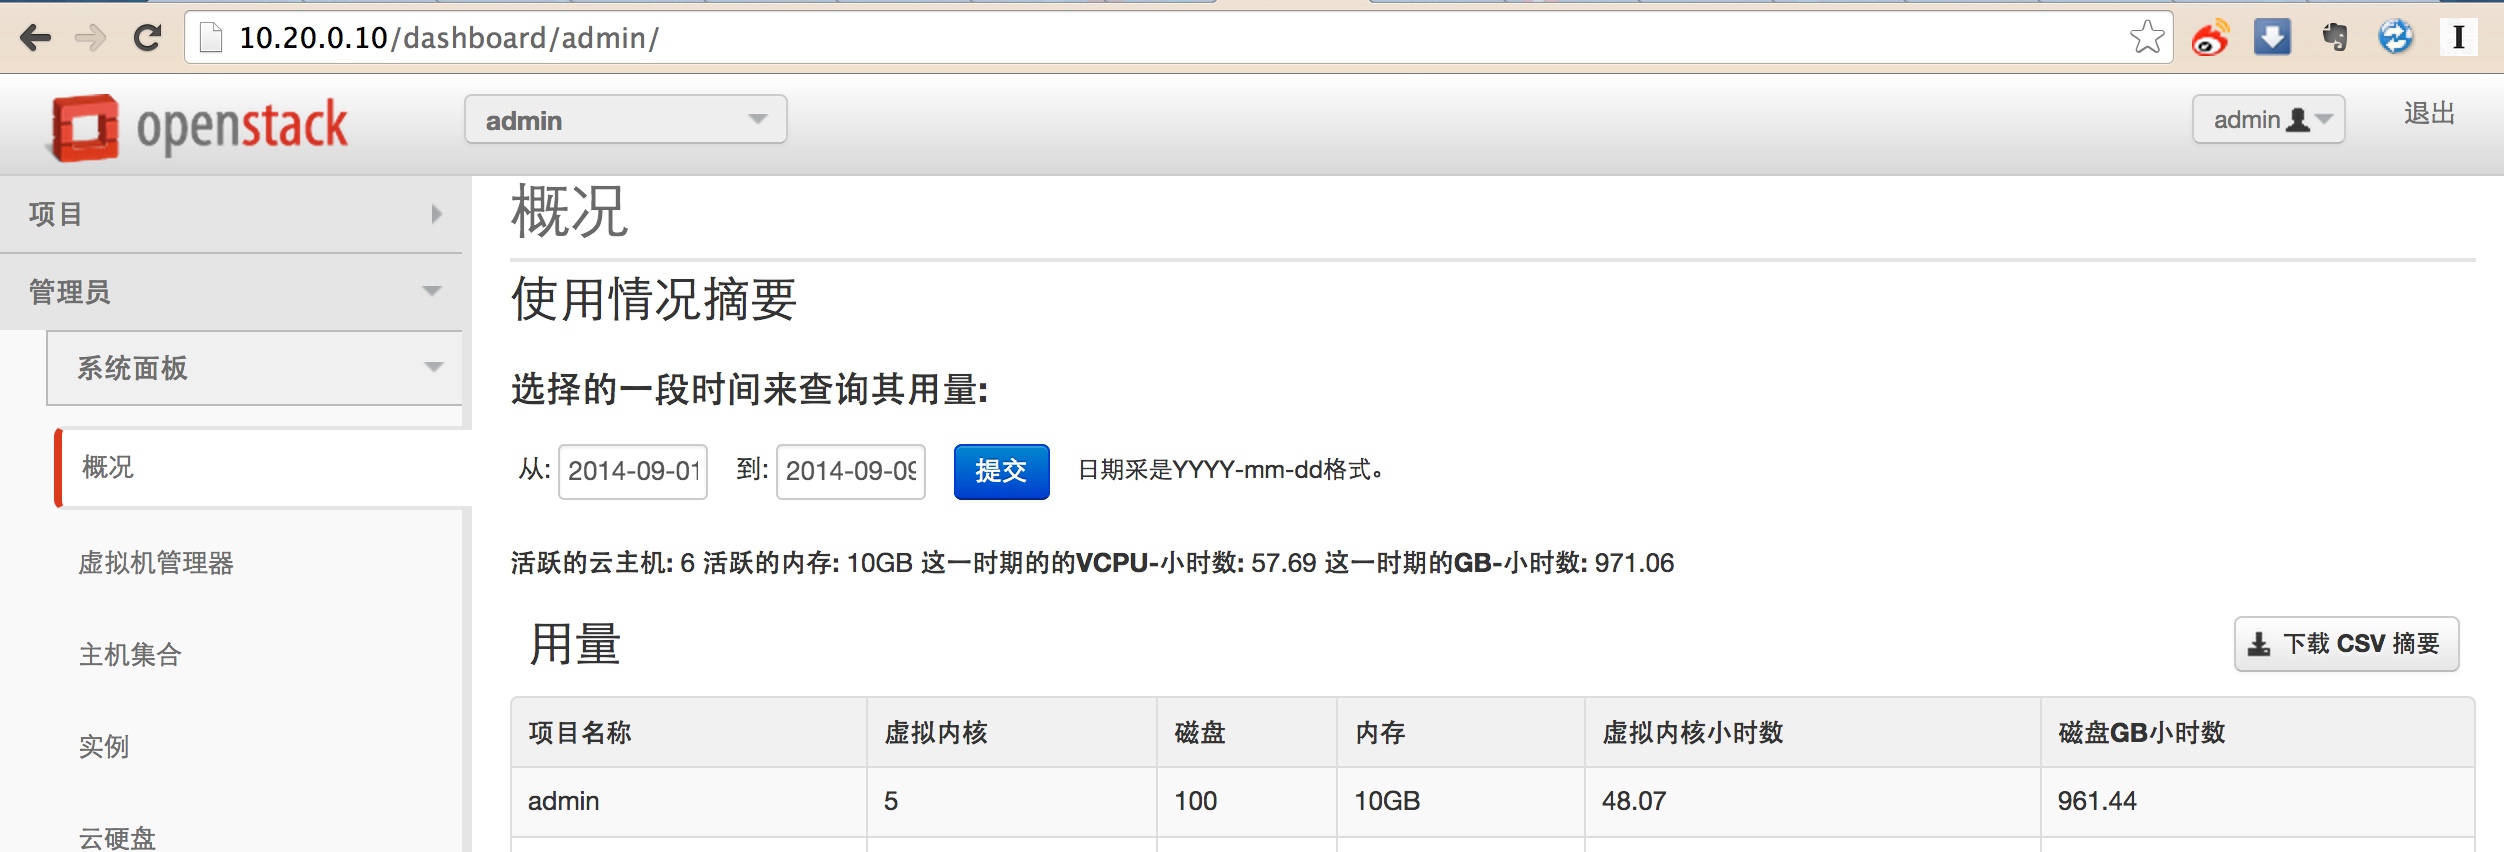 10.20.0.10/dashboard/admin/
I
openstack
admin
admin
退出
项目
管理员
系统面板
概况
虚拟机管理器
主机集合
实例
云硬盘
概况
使用情况摘要
选择的一段时间来查询其用量:
从: 2014-09-01 到: 2014-09-09 提交 日期采是YYYY-mm-dd格式。
活跃的云主机: 6 活跃的内存: 10GB 这一时期的的VCPU-小时数: 57.69 这一时期的GB-小时数: 971.06
用量
下载 CSV 摘要
项目名称 虚拟内核 磁盘 内存 虚拟内核小时数 磁盘GB小时数
admin 5 100 10GB 48.07 961.44